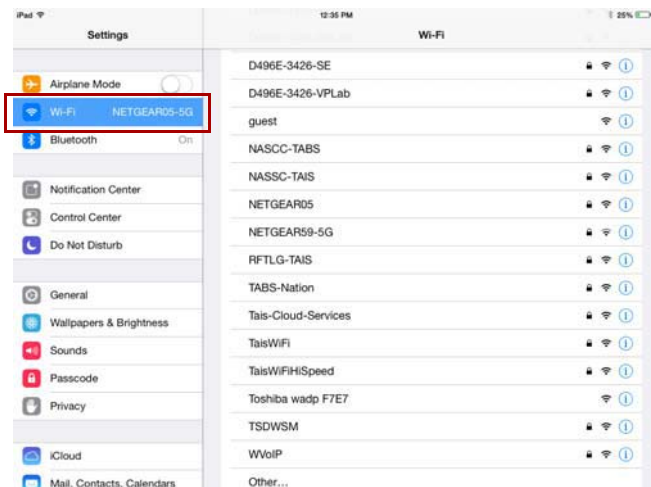 iPad 12:35 PM 25%
Settings
Wi-Fi
Airplane Mode
Wi-Fi NETGEAR05-5G
Bluetooth On
Notification Center
Control Center
Do Not Disturb
General
Wallpapers & Brightness
Sounds
Passcode
Privacy
iCloud
Mail, Contacts, Calendars
D496E-3426-SE
D496E-3426-VPLab
guest
NASCC-TABS
NASSC-TAIS
NETGEAR05
NETGEAR59-5G
RFTLG-TAIS
TABS-Nation
Tais-Cloud-Services
TaisWiFi
TaisWiFiHiSpeed
Toshiba wadp F7E7
TSDWSM
WVoIP
Other...